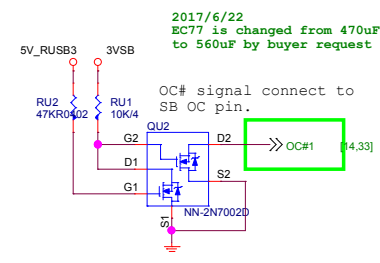 2017/6/22
EC77 is changed from 470uF
to 560uF by buyer request
5V_RUSB3 3VSB
OC# signal connect to
SB OC pin.
RU2 RU1
47KR0402 10K/4
QU2
G2 D2
OC#1 [14,33]
D1
S2
G1
NN-2N7002D
S1